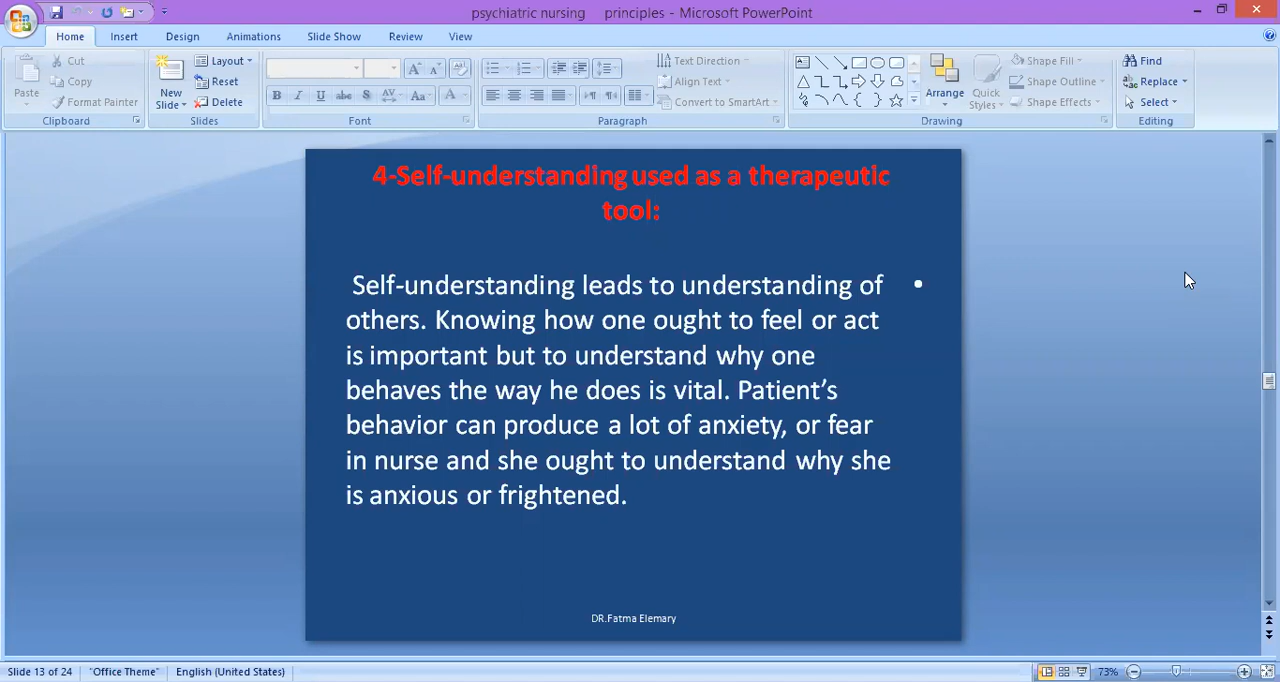 psychiatric nursing principles - Microsoft PowerPoint
Home Insert Design Animations Slide Show Review View
Paste
Cut
Copy
Format Painter
Clipboard
New Slide
Layout
Reset
Delete
Slides
B I U abc S AV Aa A
Font
Paragraph
Text Direction
Align Text
Convert to SmartArt
Arrange
Quick Styles
Shape Fill
Shape Outline
Shape Effects
Drawing
Find
Replace
Select
Editing
4-Self-understanding used as a therapeutic
tool:
Self-understanding leads to understanding of •
others. Knowing how one ought to feel or act
is important but to understand why one
behaves the way he does is vital. Patient’s
behavior can produce a lot of anxiety, or fear
in nurse and she ought to understand why she
is anxious or frightened.
DR.Fatma Elemary
Slide 13 of 24 "Office Theme" English (United States) 73%